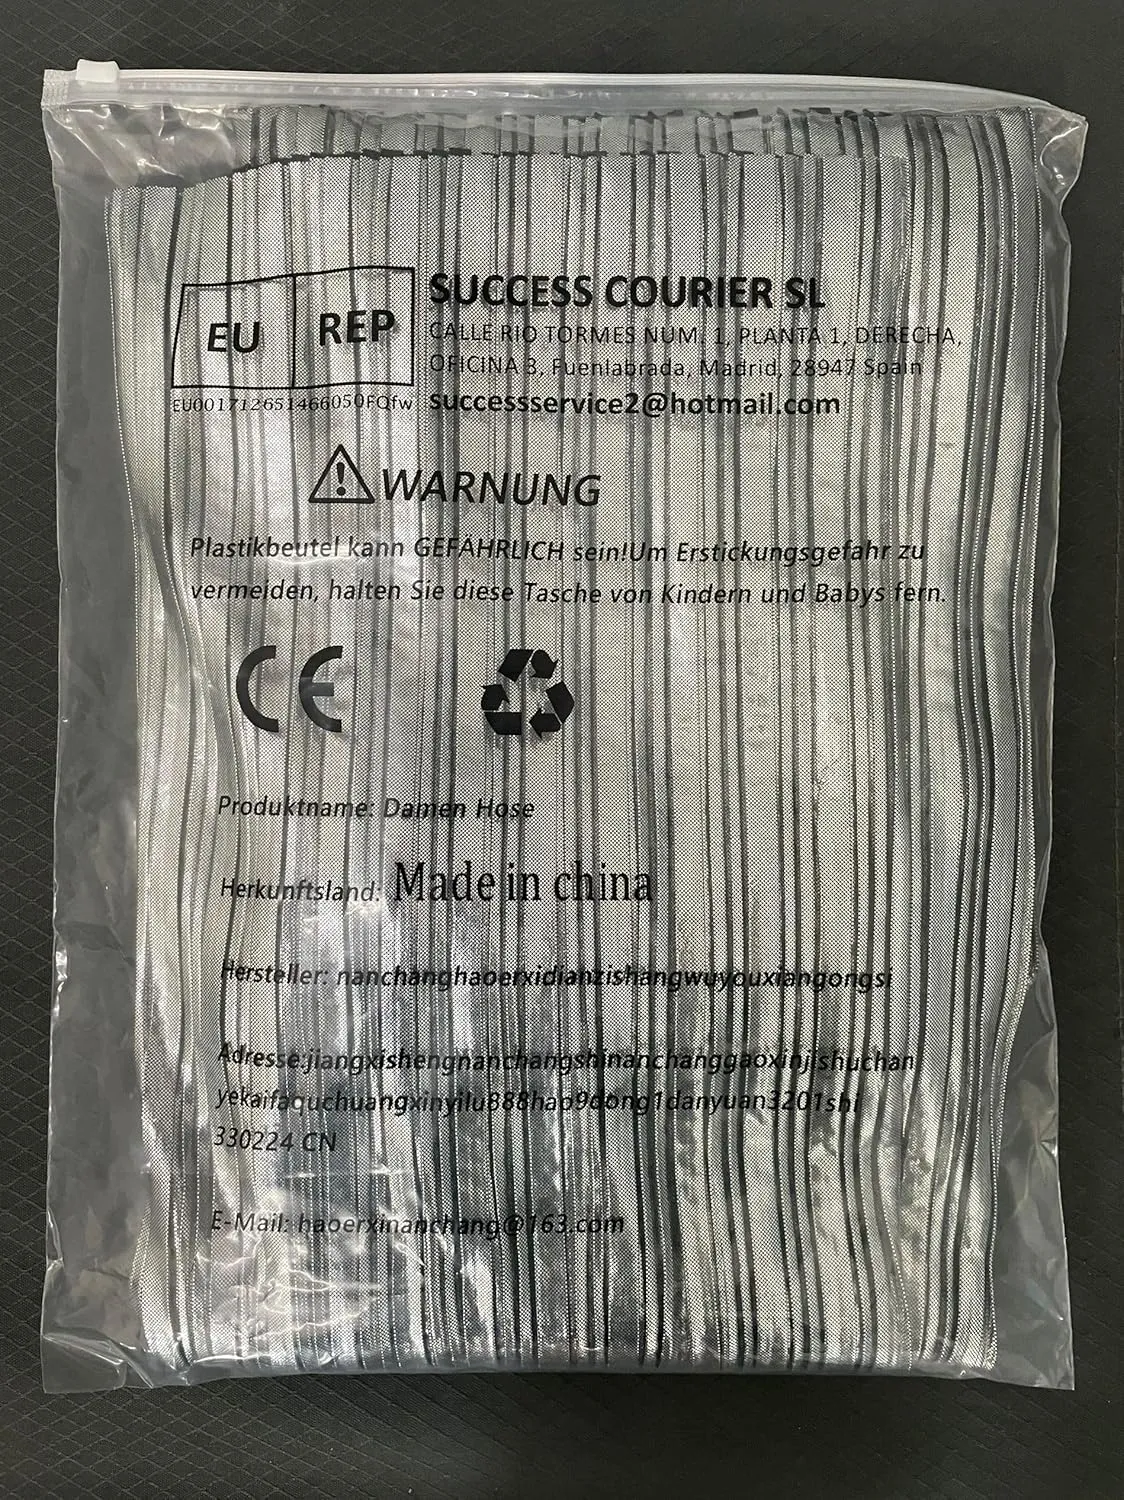 EU REP
EU001712651466050FQfw
SUCCESS COURIER SL
CALLE RIO TORMES NUM. 1, PLANTA 1, DERECHA,
OFICINA 3, Fuenlabrada, Madrid, 28947 Spain
successservice2@hotmail.com
WARNUNG
Plastikbeutel kann GEFÄHRLICH sein!Um Erstickungsgefahr zu
vermeiden, halten Sie diese Tasche von Kindern und Babys fern.
CE
Produktname: Damen Hose
Herkunftsland: Made in china
Hersteller: nanchanghaoerxidianzishangwuyouxiangongsi
Adresse:jiangxishengnanchangshinanchanggaoxinjishuchan
yekaifaquchuangxinyilu888hao9dong1danyuan3201shi
330224 CN
E-Mail: haoerxinanchang@163.com